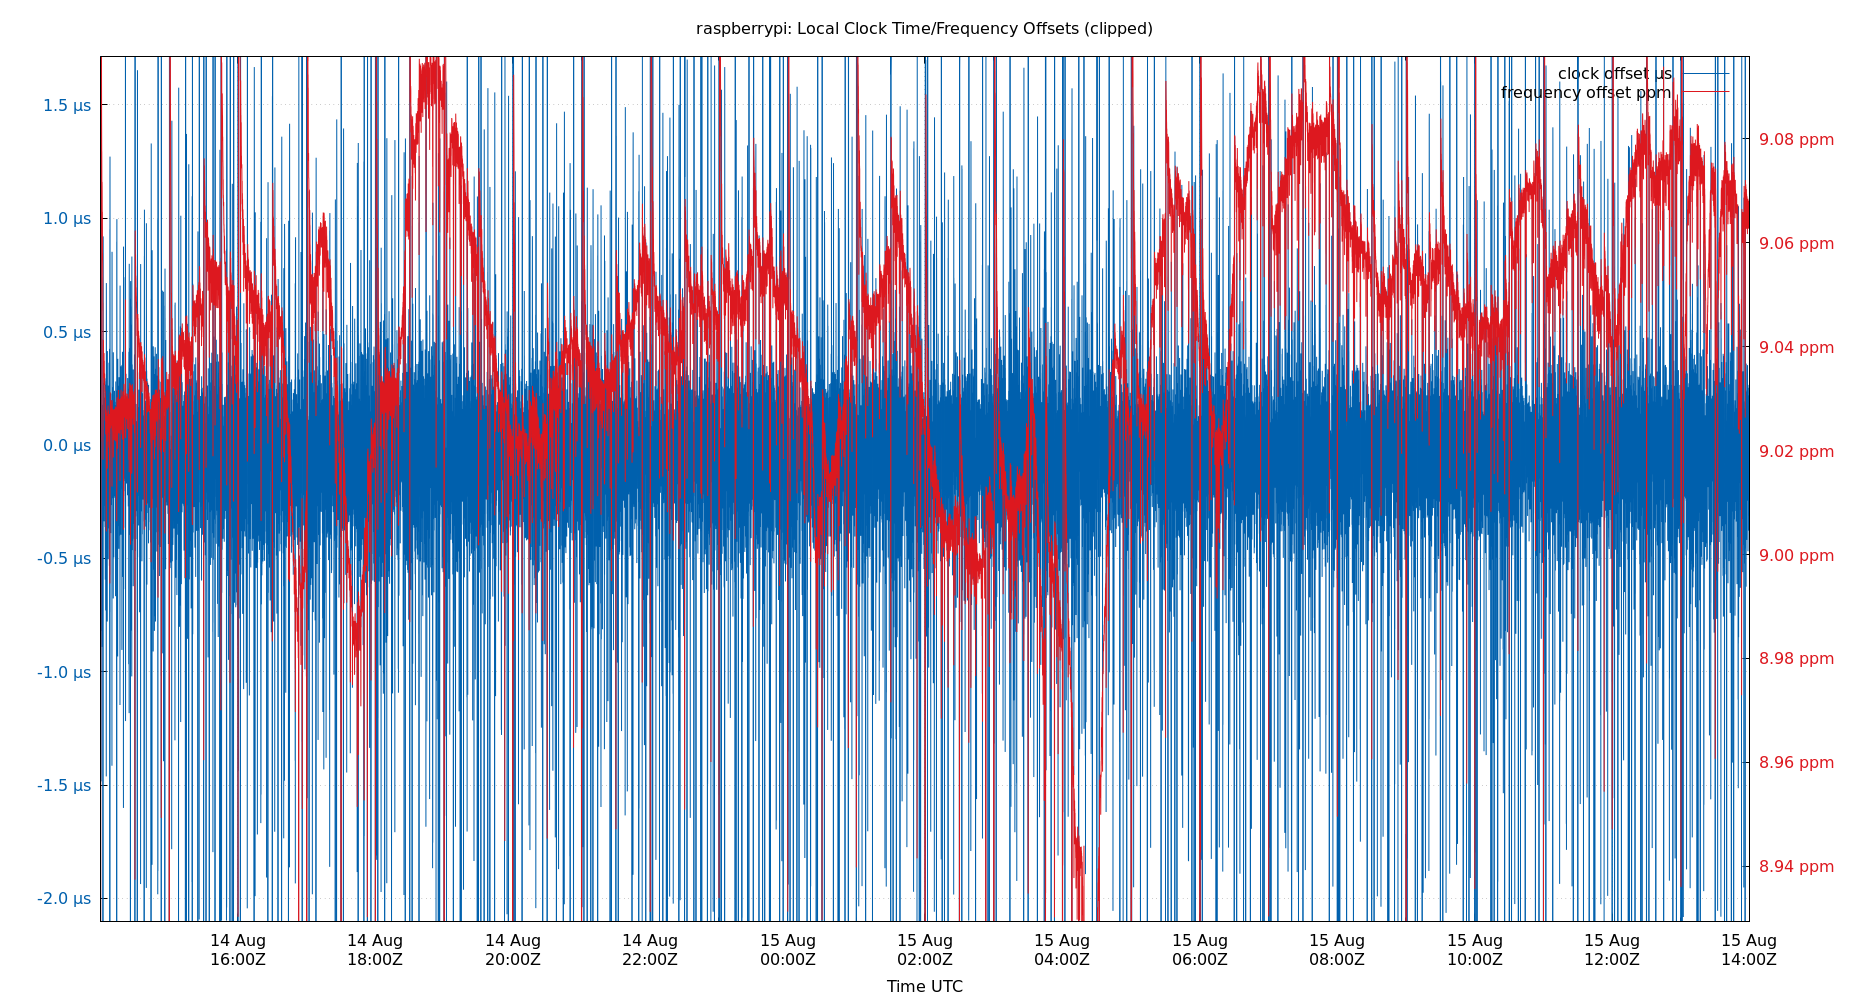 raspberrypi: Local Clock Time/Frequency Offsets (clipped)
clock offset µs
frequency offset ppm
1.5 µs
1.0 µs
0.5 µs
0.0 µs
-0.5 µs
-1.0 µs
-1.5 µs
-2.0 µs
9.08 ppm
9.06 ppm
9.04 ppm
9.02 ppm
9.00 ppm
8.98 ppm
8.96 ppm
8.94 ppm
14 Aug 14 Aug 14 Aug 14 Aug 15 Aug 15 Aug 15 Aug 15 Aug 15 Aug 15 Aug 15 Aug 15 Aug
16:00Z 18:00Z 20:00Z 22:00Z 00:00Z 02:00Z 04:00Z 06:00Z 08:00Z 10:00Z 12:00Z 14:00Z
Time UTC